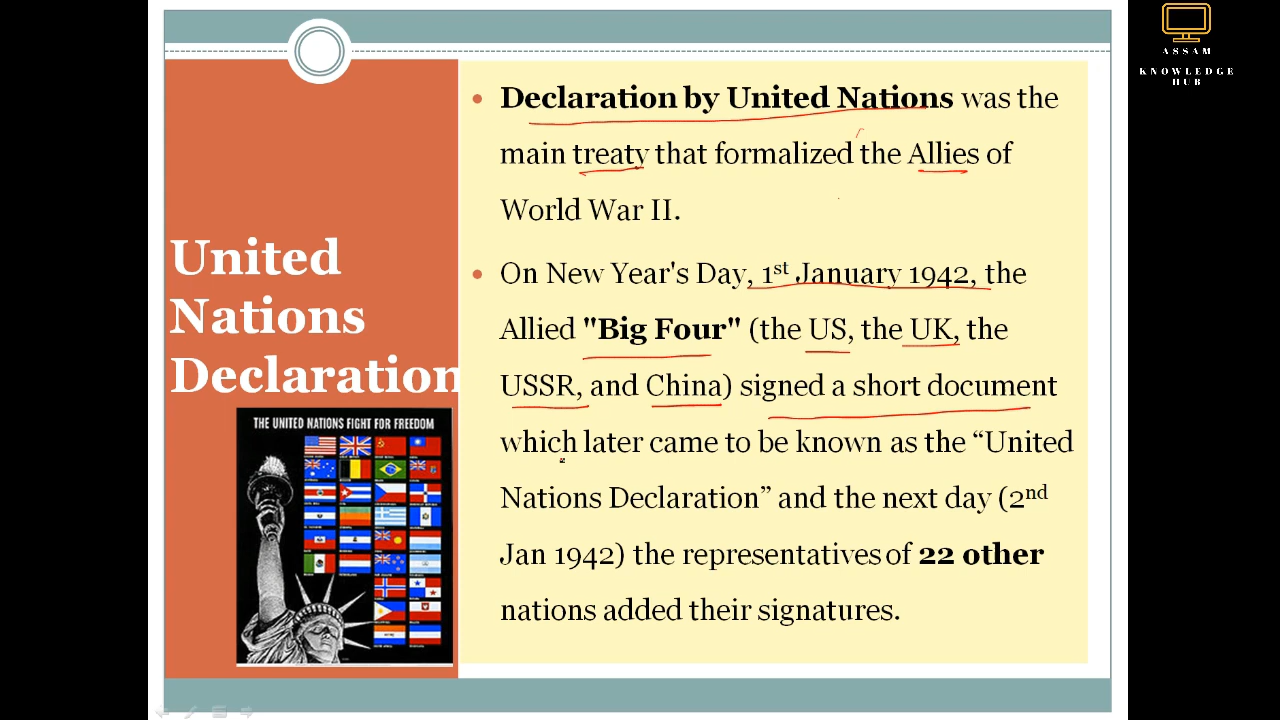 ASSAM
KNOWLEDGE
HUB
United
Nations
Declaration
THE UNITED NATIONS FIGHT FOR FREEDOM
• Declaration by United Nations was the
main treaty that formalized the Allies of
World War II.
• On New Year's Day, 1st January 1942, the
Allied "Big Four" (the US, the UK, the
USSR, and China) signed a short document
which later came to be known as the “United
Nations Declaration” and the next day (2nd
Jan 1942) the representatives of 22 other
nations added their signatures.